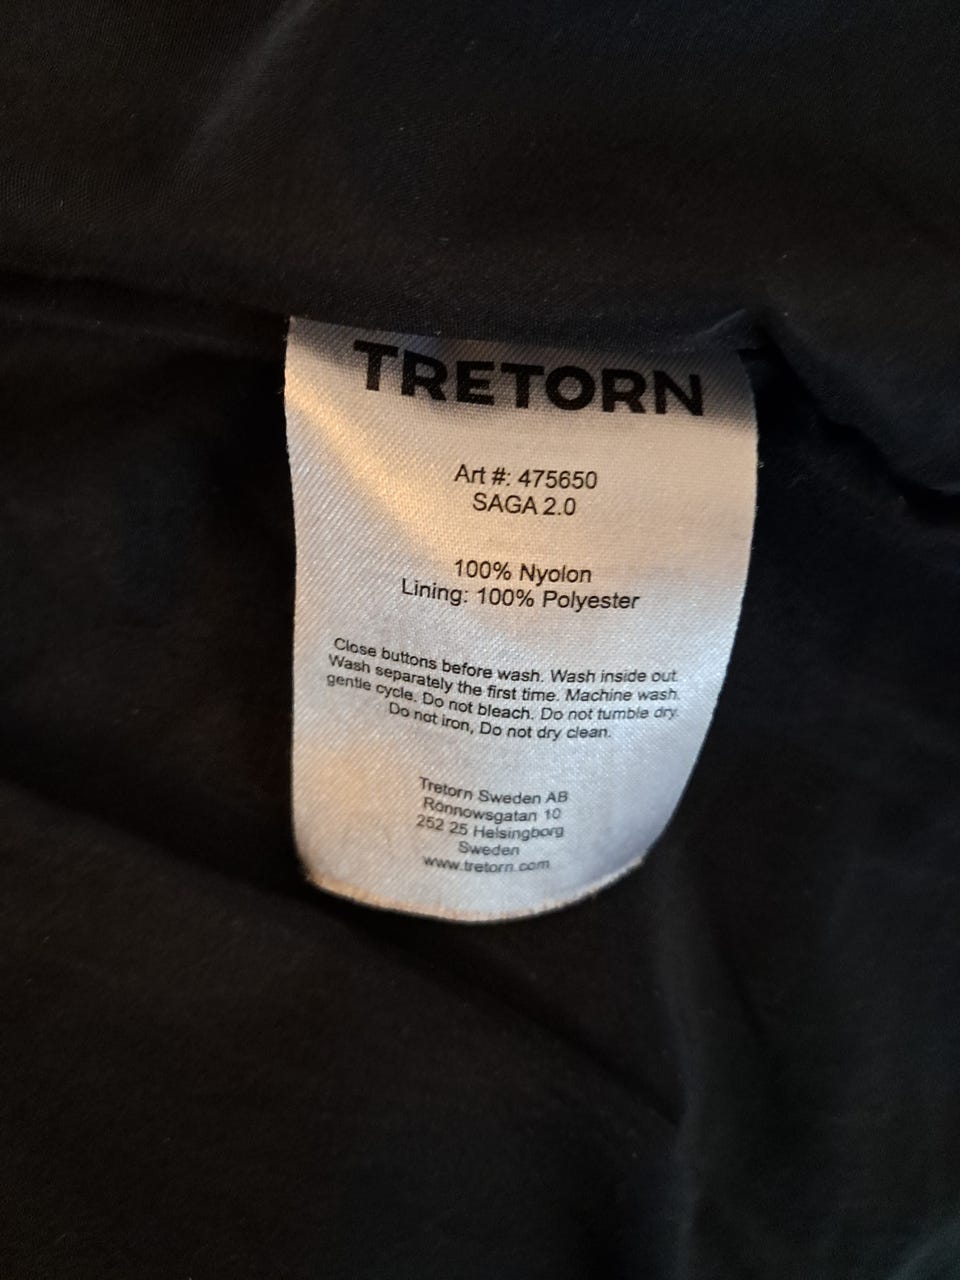 TRETORN
Art #: 475650
SAGA 2.0
100% Nyolon
Lining: 100% Polyester
Close buttons before wash. Wash inside out.
Wash separately the first time. Machine wash.
gentle cycle. Do not bleach. Do not tumble dry.
Do not iron, Do not dry clean.
Tretorn Sweden AB
Rönnowsgatan 10
252 25 Helsingborg
Sweden
www.tretorn.com